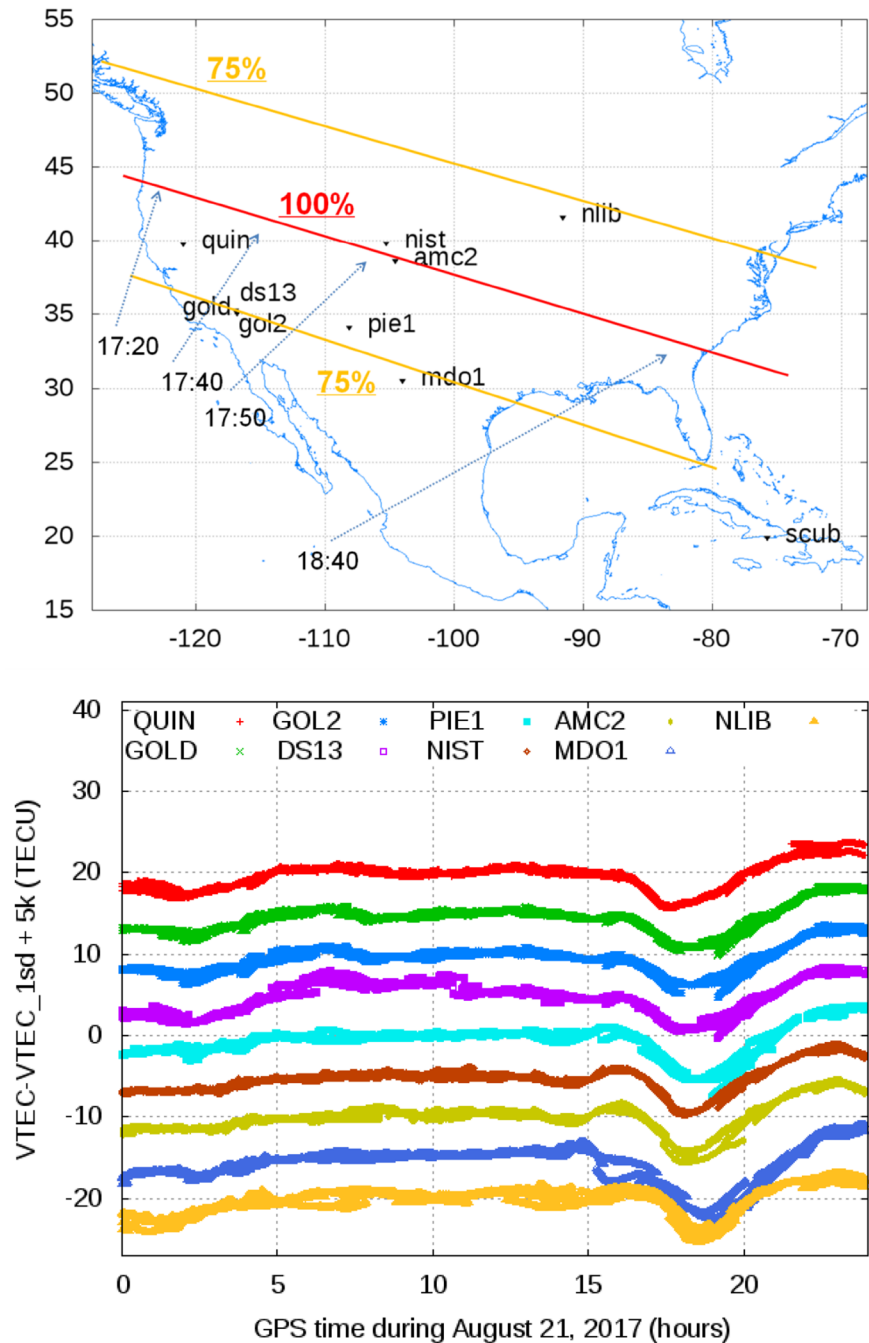 55
50
45
40
35
30
25
20
15
75%
100%
nlib
quin
nist
amc2
ds13
gold
gol2
pie1
17:20
17:40
75%
mdo1
17:50
18:40
scub
-120 -110 -100 -90 -80 -70
VTEC-VTEC_1sd + 5k (TECU)
40
30
20
10
0
-10
-20
QUIN GOL2 PIE1 AMC2 NLIB
GOLD DS13 NIST MDO1
0 5 10 15 20
GPS time during August 21, 2017 (hours)